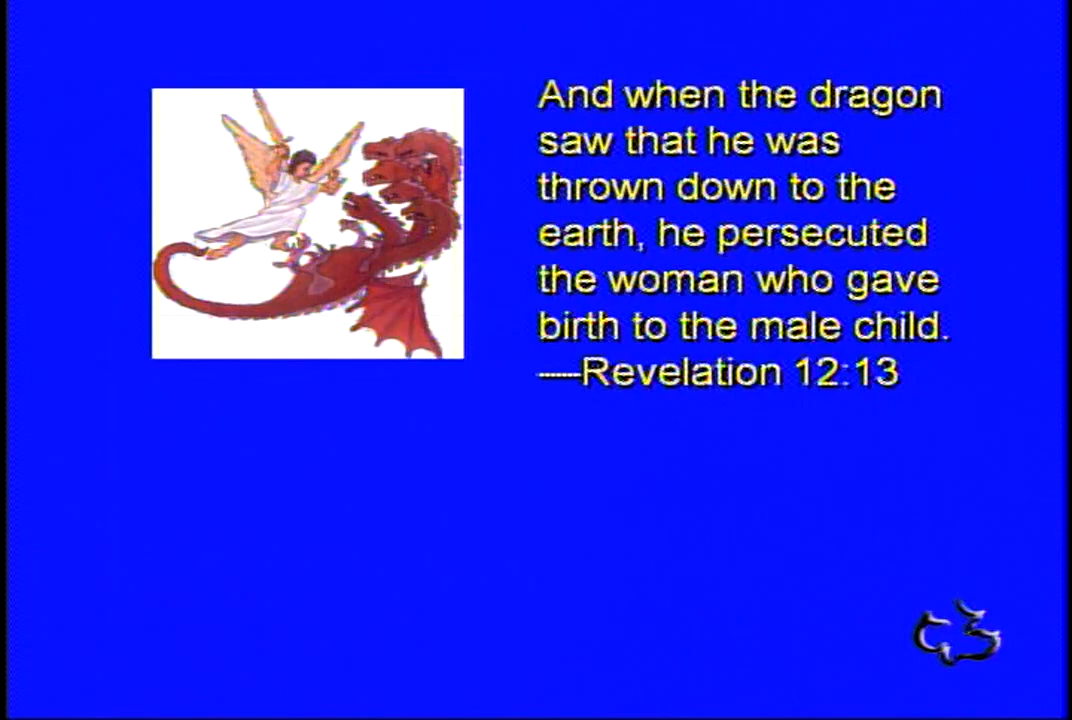 And when the dragon
saw that he was
thrown down to the
earth, he persecuted
the woman who gave
birth to the male child.
—Revelation 12:13